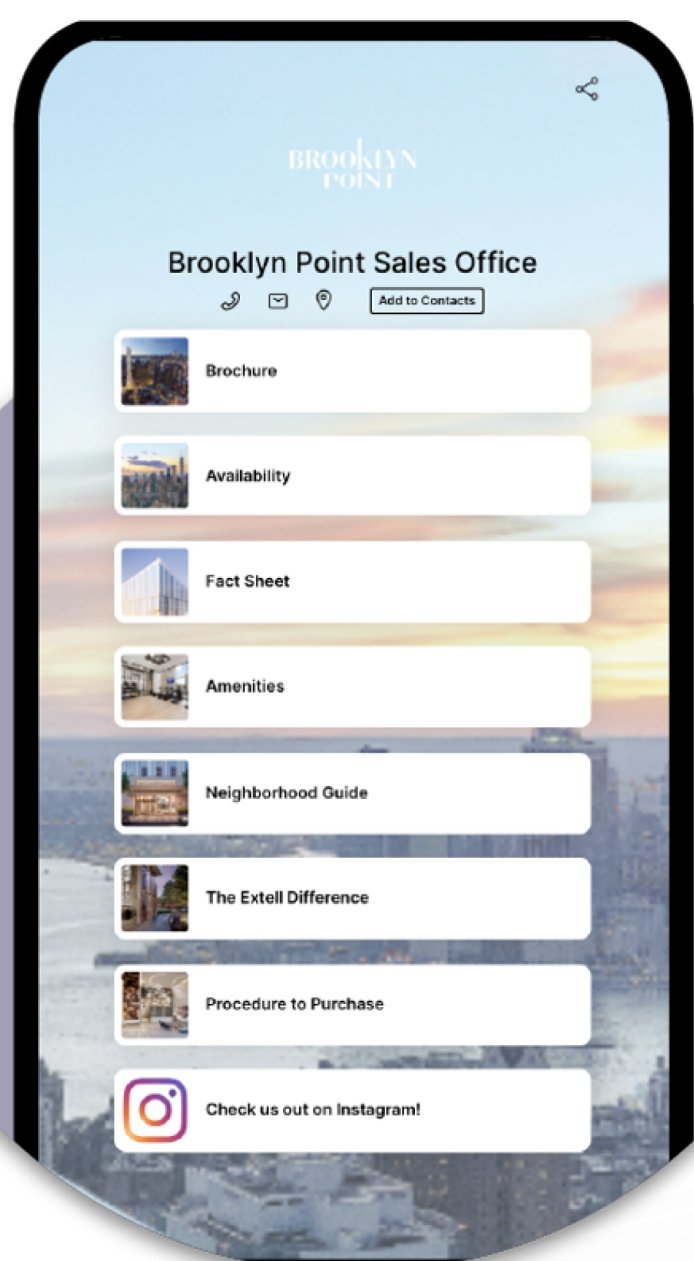 BROOKLYN
POINT
Brooklyn Point Sales Office
Add to Contacts
Brochure
Availability
Fact Sheet
Amenities
Neighborhood Guide
The Extell Difference
Procedure to Purchase
Check us out on Instagram!